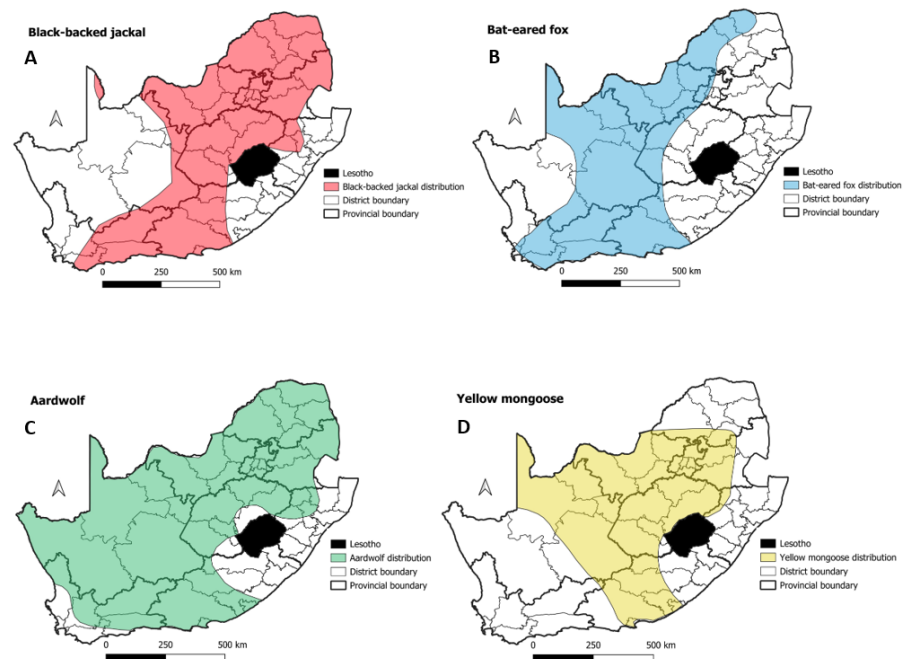 Black-backed jackal
A
Lesotho
Black-backed jackal distribution
District boundary
Provincial boundary
0 250 500 km
Bat-eared fox
B
Lesotho
Bat-eared fox distribution
District boundary
Provincial boundary
0 250 500 km
Aardwolf
C
Lesotho
Aardwolf distribution
District boundary
Provincial boundary
0 250 500 km
Yellow mongoose
D
Lesotho
Yellow mongoose distribution
District boundary
Provincial boundary
0 250 500 km